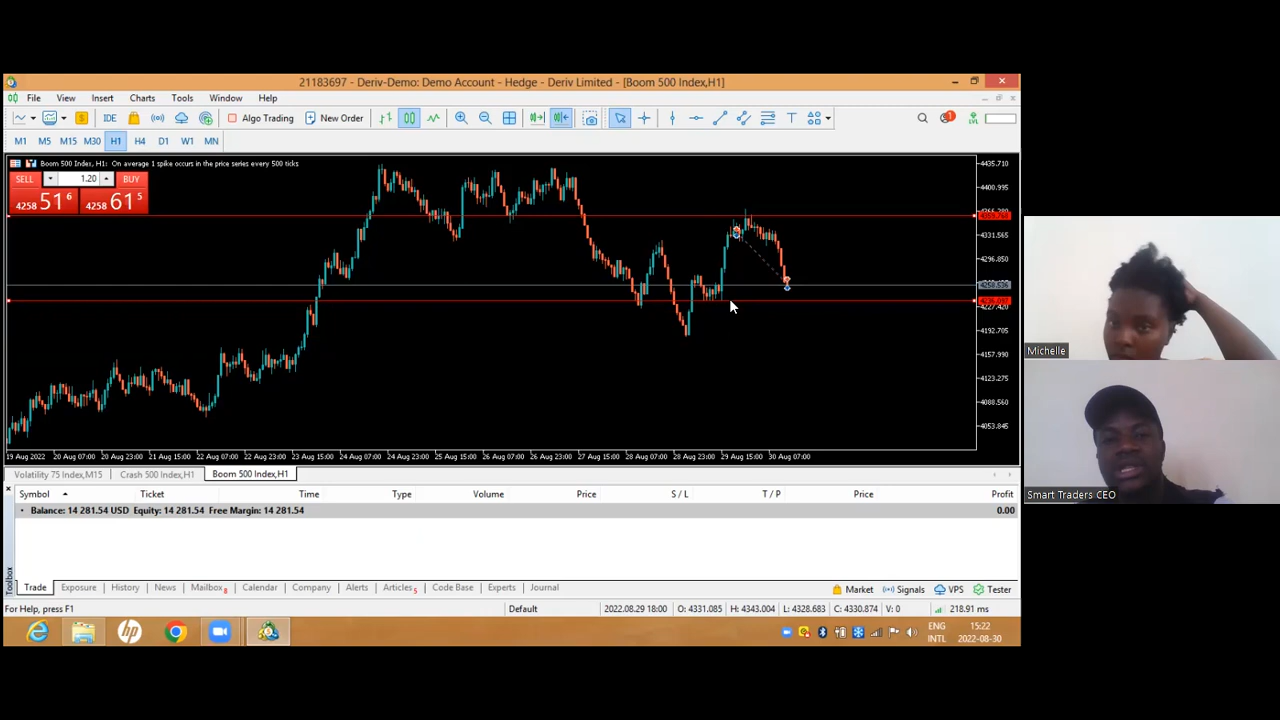 21183697 - Deriv-Demo: Demo Account - Hedge - Deriv Limited - [Boom 500 Index,H1]
File View Insert Charts Tools Window Help
IDE Algo Trading New Order 1
M1 M5 M15 M30 H1 H4 D1 W1 MN
Boom 500 Index, H1: On average 1 spike occurs in the price series every 500 ticks
SELL 1.20 BUY
4258 51 6 4258 61 5
4435.710
4400.995
4331.565
4296.850
4192.705
4157.990
4123.275
4088.560
4053.845
19 Aug 2022 20 Aug 07:00 20 Aug 23:00 21 Aug 15:00 22 Aug 07:00 22 Aug 23:00 23 Aug 15:00 24 Aug 07:00 24 Aug 23:00 25 Aug 15:00 26 Aug 07:00 26 Aug 23:00 27 Aug 15:00 28 Aug 07:00 28 Aug 23:00 29 Aug 15:00 30 Aug 07:00
Volatility 75 Index,M15 Crash 500 Index,H1 Boom 500 Index,H1
Symbol Ticket Time Type Volume Price S / L T / P Price Profit
Balance: 14 281.54 USD Equity: 14 281.54 Free Margin: 14 281.54 0.00
Toolbox
Trade Exposure History News Mailbox Calendar Company Alerts Articles 5 Code Base Experts Journal Market Signals VPS Tester
For Help, press F1 Default 2022.08.29 18:00 O: 4331.085 H: 4343.004 L: 4328.683 C: 4330.874 V: 0 218.91 ms
ENG 15:22
INTL 2022-08-30
Michelle
Smart Traders CEO